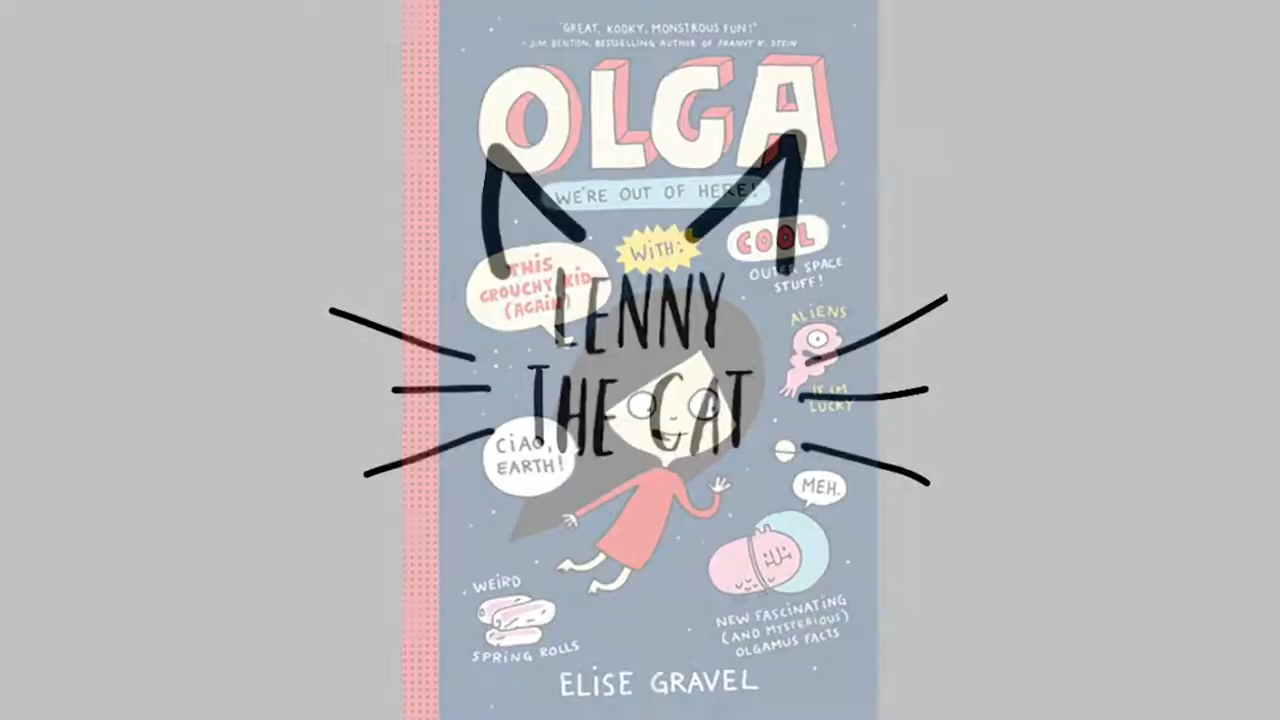 "GREAT, KOOKY, MONSTROUS FUN!"
- JIM BENTON, BESTSELLING AUTHOR OF FRANNY K. STEIN
OLGA
WE'RE OUT OF HERE!
WITH:
COOL
OUTER SPACE
STUFF!
THIS
GROUCHY KID
(AGAIN)
LENNY
THE CAT
ALIENS
IF I'M
LUCKY
CIAO,
EARTH!
MEH.
WEIRD
SPRING ROLLS
NEW FASCINATING
(AND MYSTERIOUS)
OLGAMUS FACTS
ELISE GRAVEL